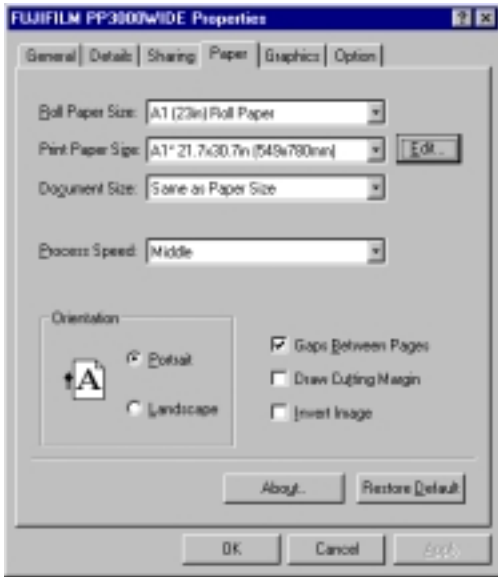 FUJIFILM PP3000WIDE Properties
General Details Sharing Paper Graphics Option
Roll Paper Size: A1 (23in) Roll Paper
Print Paper Size: A1* 21.7x30.7in (549x780mm) Edit...
Document Size: Same as Paper Size
Process Speed: Middle
Orientation
A
Portrait
Landscape
Gaps Between Pages
Draw Cutting Margin
Invert Image
About... Restore Default
OK Cancel Apply